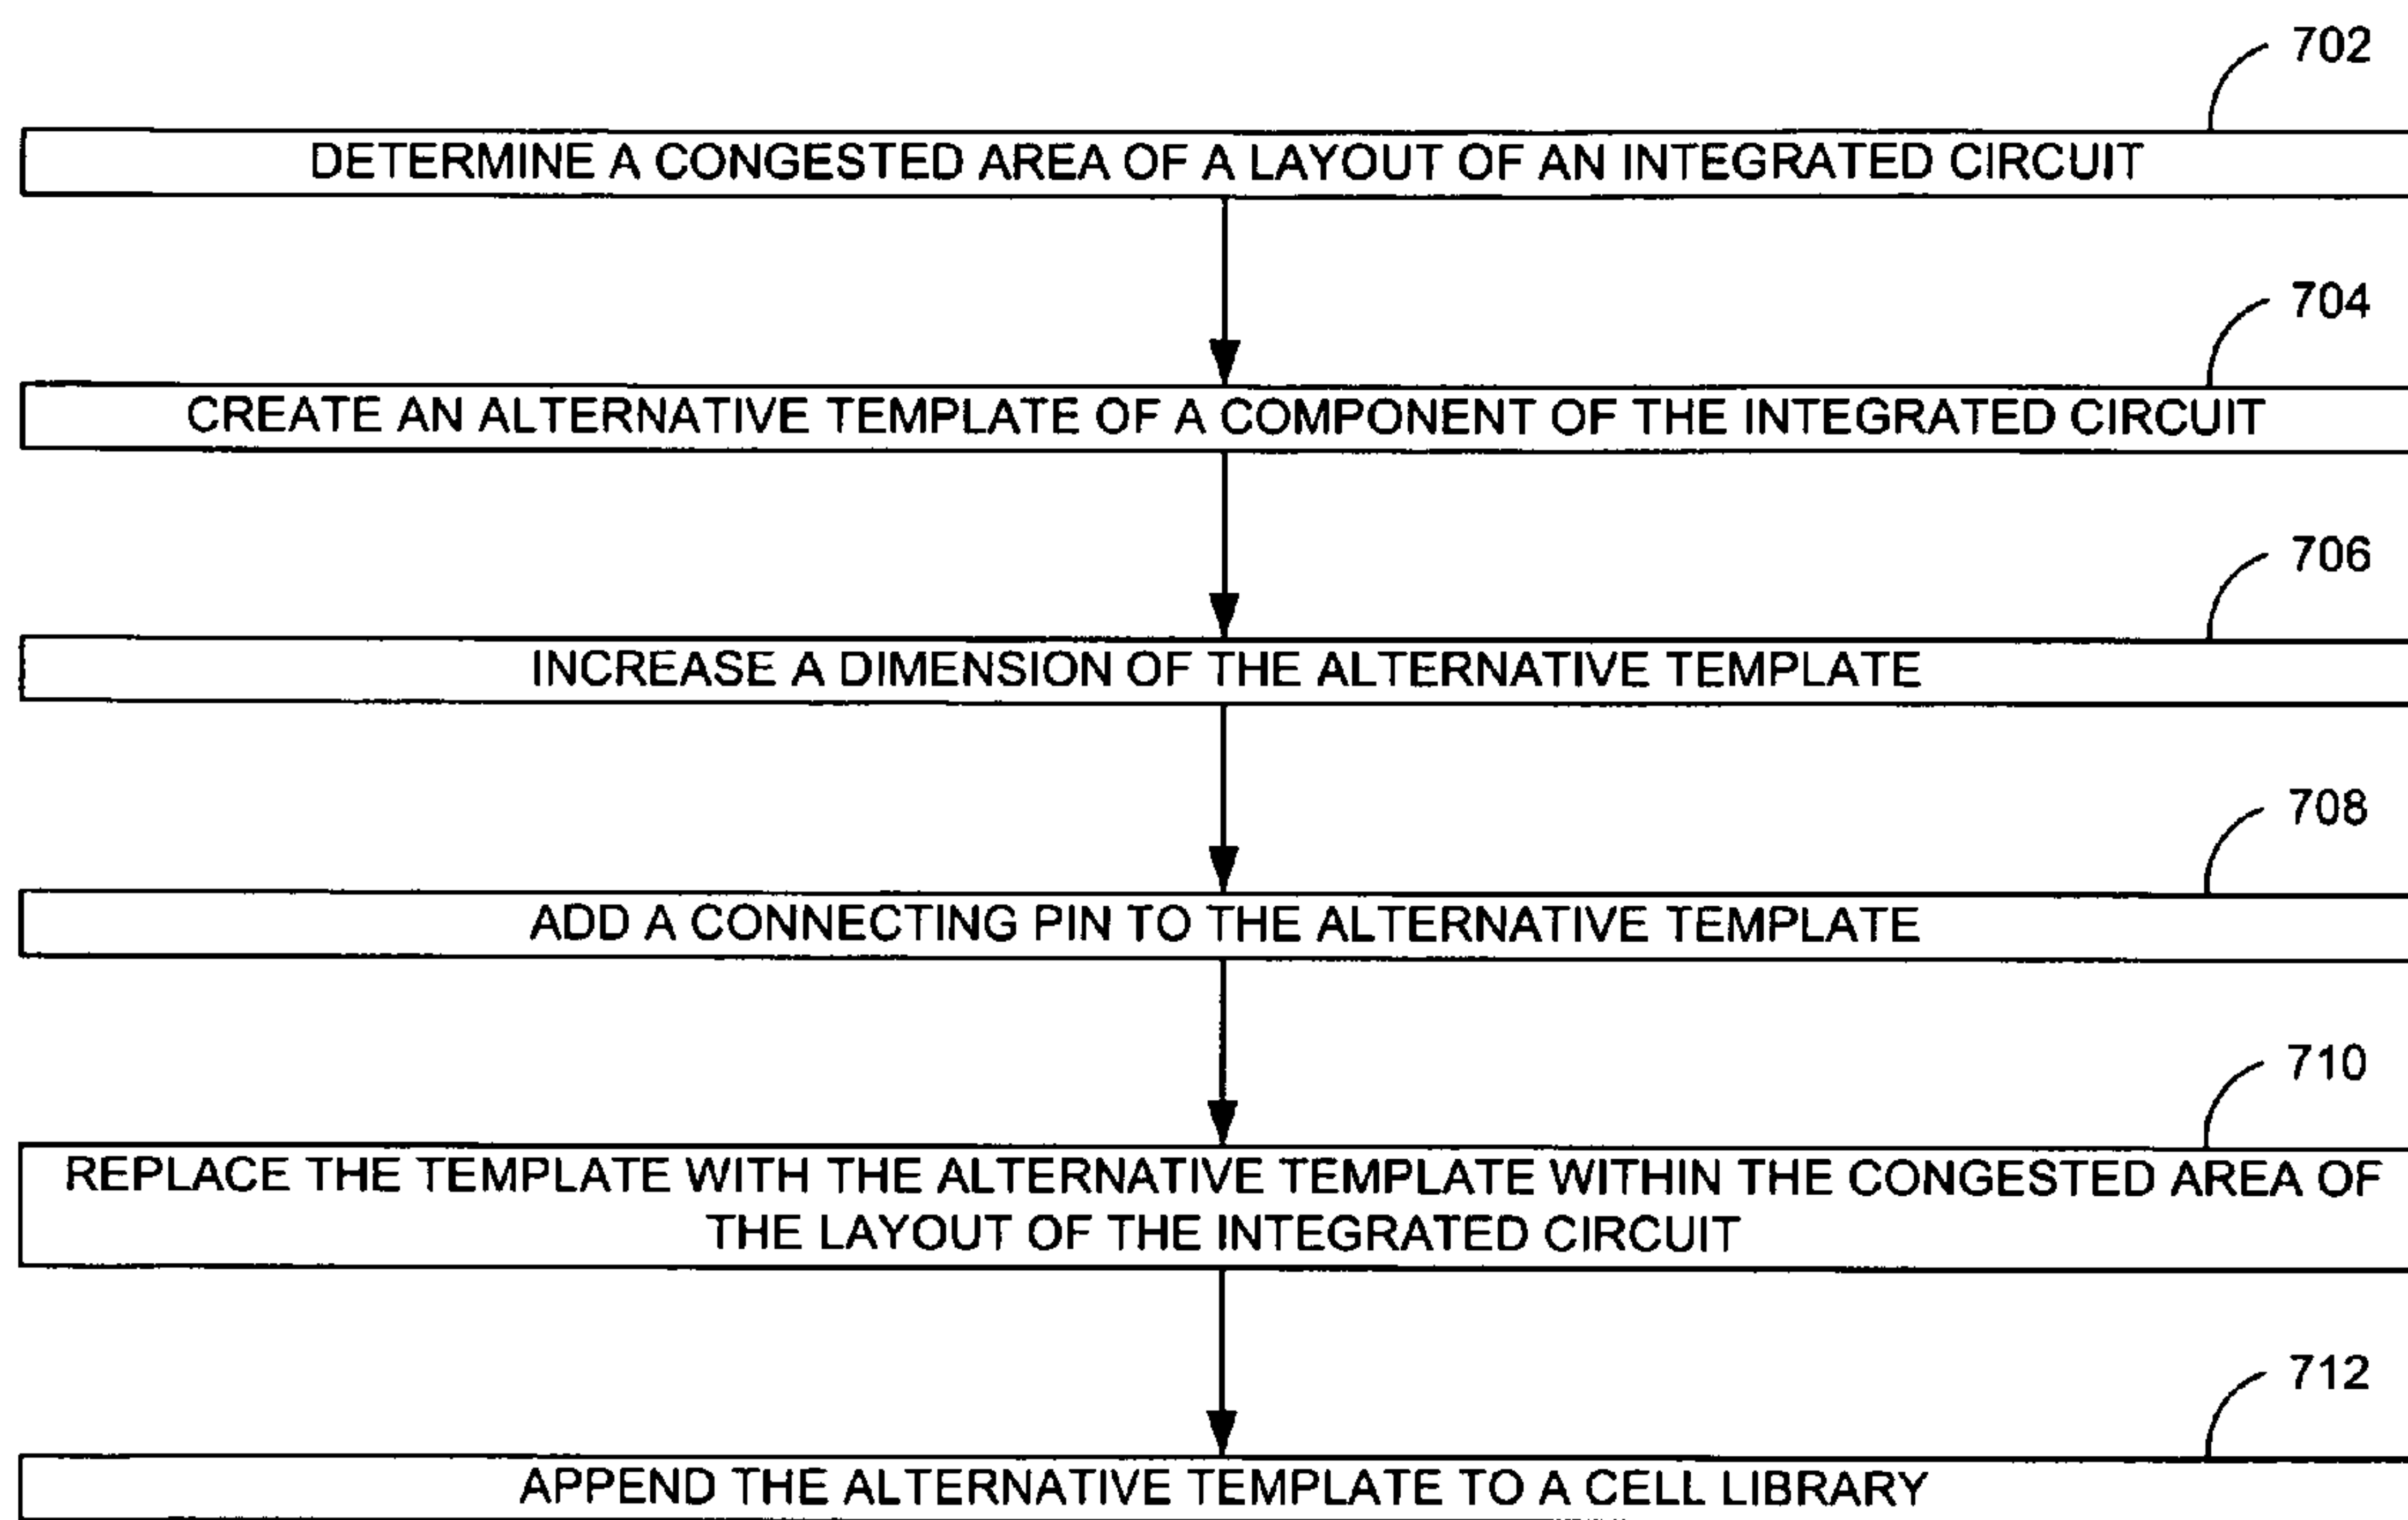 702
DETERMINE A CONGESTED AREA OF A LAYOUT OF AN INTEGRATED CIRCUIT
704
CREATE AN ALTERNATIVE TEMPLATE OF A COMPONENT OF THE INTEGRATED CIRCUIT
706
INCREASE A DIMENSION OF THE ALTERNATIVE TEMPLATE
708
ADD A CONNECTING PIN TO THE ALTERNATIVE TEMPLATE
710
REPLACE THE TEMPLATE WITH THE ALTERNATIVE TEMPLATE WITHIN THE CONGESTED AREA OF
THE LAYOUT OF THE INTEGRATED CIRCUIT
712
APPEND THE ALTERNATIVE TEMPLATE TO A CELL LIBRARY